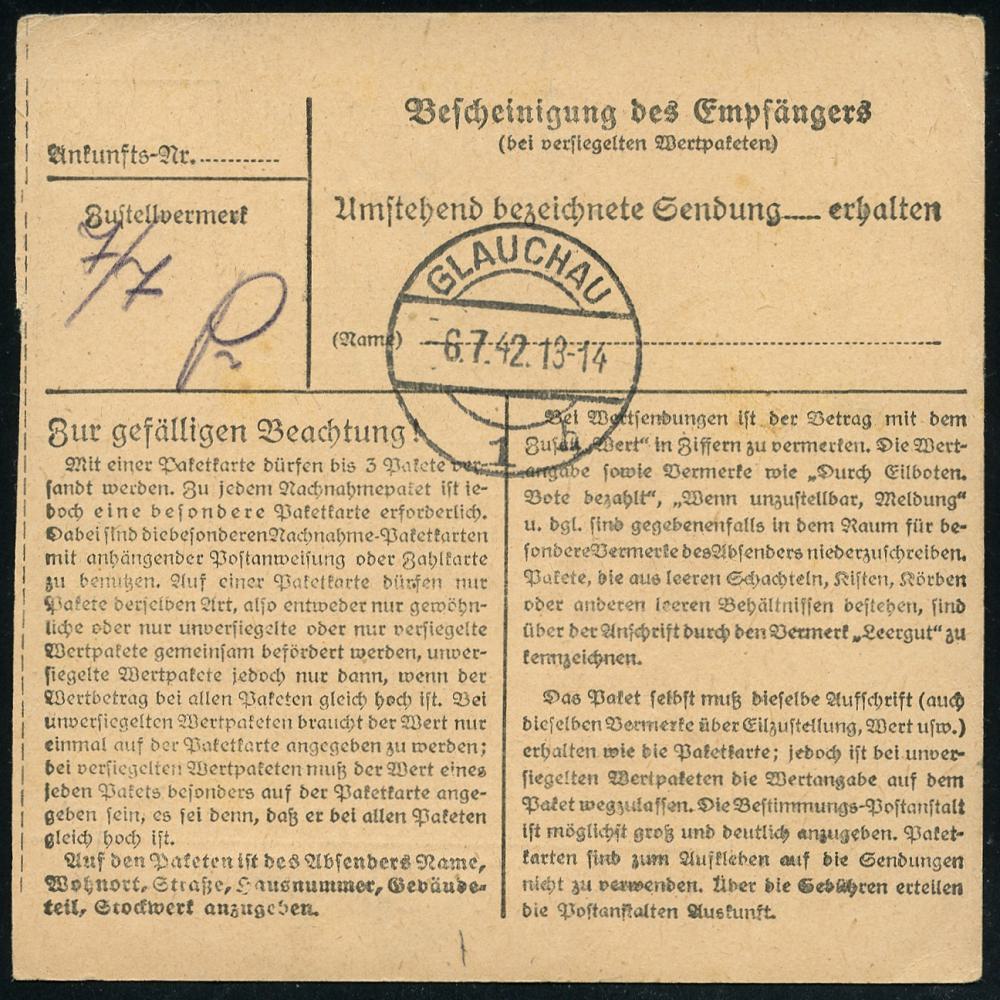 Ankunfts-Nr.
Zustellvermerk
7/7
P
Bescheinigung des Empfängers
(bei versiegelten Wertpaketen)
Umstehend bezeichnete Sendung erhalten
GLAUCHAU
(Name)
6.7.42.13-14
1
Zur gefälligen Beachtung!
Mit einer Paketkarte dürfen bis 3 Pakete ver-
sandt werden. Zu jedem Nachnahmepaket ist je-
doch eine besondere Paketkarte erforderlich.
Dabei sind die besonderen Nachnahme-Paketkarten
mit anhängender Postanweisung oder Zahlkarte
zu benutzen. Auf einer Paketkarte dürfen nur
Pakete derselben Art, also entweder nur gewöhn-
liche oder nur unversiegelte oder nur versiegelte
Wertpakete gemeinsam befördert werden, unver-
siegelte Wertpakete jedoch nur dann, wenn der
Wertbetrag bei allen Paketen gleich hoch ist. Bei
unversiegelten Wertpaketen braucht der Wert nur
einmal auf der Paketkarte angegeben zu werden;
bei versiegelten Wertpaketen muß der Wert eines
jeden Pakets besonders auf der Paketkarte ange-
geben sein, es sei denn, daß er bei allen Paketen
gleich hoch ist.
Auf den Paketen ist des Absenders Name,
Wohnort, Straße, Hausnummer, Gebäude-
teil, Stockwerk anzugeben.
Bei Wertsendungen ist der Betrag mit dem
Zusatz „Wert“ in Ziffern zu vermerken. Die Wert-
angabe sowie Vermerke wie „Durch Eilboten.
Bote bezahlt“, „Wenn unzustellbar, Meldung“
u. dgl. sind gegebenenfalls in dem Raum für be-
sondere Vermerke des Absenders niederzuschreiben.
Pakete, die aus leeren Schachteln, Kisten, Körben
oder anderen leeren Behältnissen bestehen, sind
über der Anschrift durch den Vermerk „Leergut“ zu
kennzeichnen.
Das Paket selbst muß dieselbe Aufschrift (auch
dieselben Vermerke über Eilzustellung, Wert usw.)
erhalten wie die Paketkarte; jedoch ist bei unver-
siegelten Wertpaketen die Wertangabe auf dem
Paket wegzulassen. Die Bestimmungs-Postanstalt
ist möglichst groß und deutlich anzugeben. Paket-
karten sind zum Aufkleben auf die Sendungen
nicht zu verwenden. Über die Gebühren erteilen
die Postanstalten Auskunft.